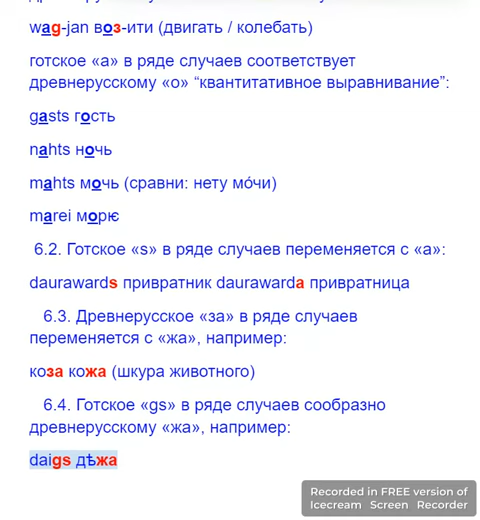 wag-jan воз-ити (двигать / колебать)
готское «а» в ряде случаев соответствует
древнерусскому «о» “квантитативное выравнивание”:
gasts гость
nahts ночь
mahts мочь (сравни: нету мóчи)
marei морѥ
6.2. Готское «s» в ряде случаев переменяется с «а»:
daurawards привратник daurawarda привратница
6.3. Древнерусское «за» в ряде случаев
переменяется с «жа», например:
коза кожа (шкура животного)
6.4. Готское «gs» в ряде случаев сообразно
древнерусскому «жа», например:
daigs дѣжа
Recorded in FREE version of
Icecream Screen Recorder